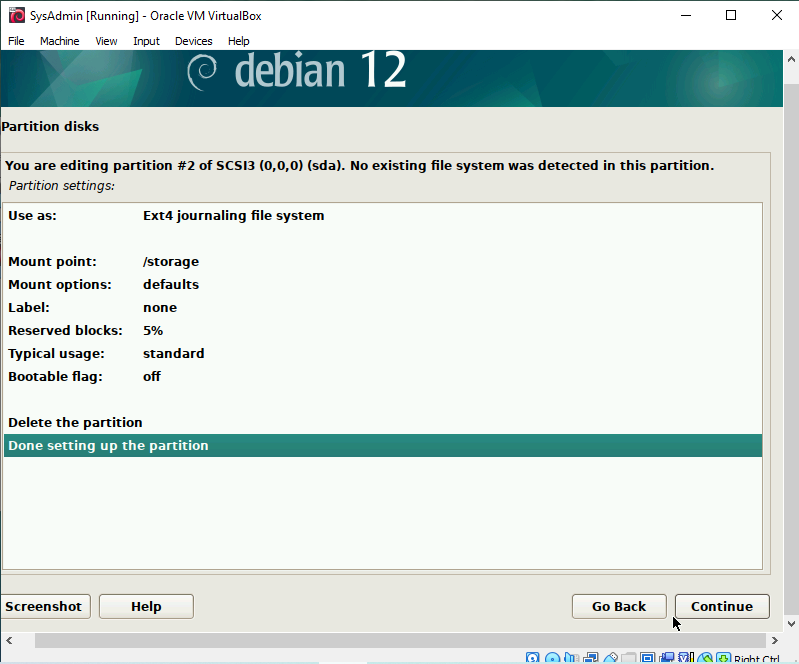 SysAdmin [Running] - Oracle VM VirtualBox
File Machine View Input Devices Help
debian 12
Partition disks
You are editing partition #2 of SCSI3 (0,0,0) (sda). No existing file system was detected in this partition.
Partition settings:
Use as: Ext4 journaling file system
Mount point: /storage
Mount options: defaults
Label: none
Reserved blocks: 5%
Typical usage: standard
Bootable flag: off
Delete the partition
Done setting up the partition
Screenshot Help Go Back Continue
Right Ctrl